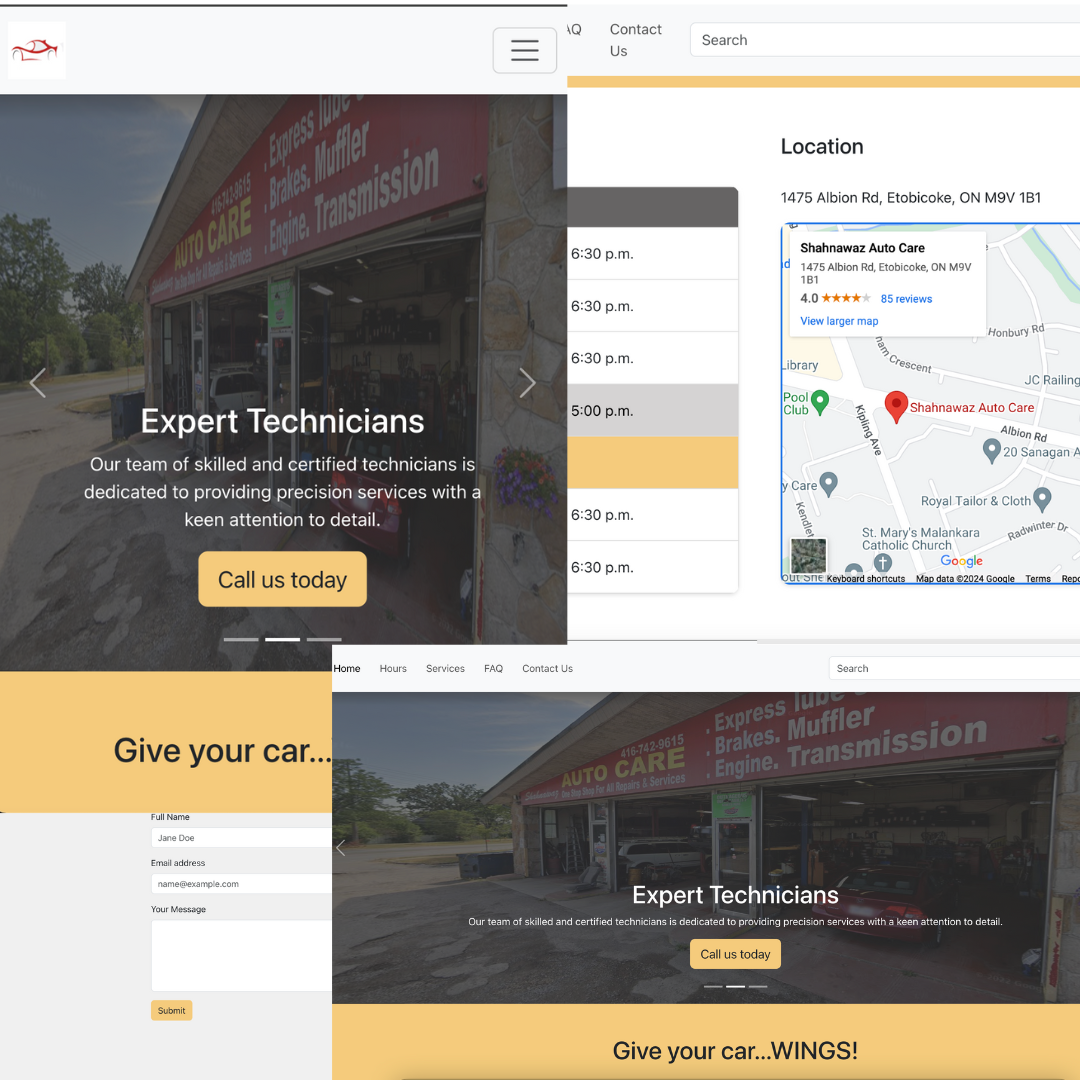 AQ
Contact
Us
Search
Express Tube
Brakes. Muffler
Engine. Transmission
416-742-9615
AUTO CARE
One Stop Shop For All Repairs & Services
Expert Technicians
Our team of skilled and certified technicians is
dedicated to providing precision services with a
keen attention to detail.
Call us today
Give your car...
6:30 p.m.
6:30 p.m.
6:30 p.m.
5:00 p.m.
6:30 p.m.
6:30 p.m.
Location
1475 Albion Rd, Etobicoke, ON M9V 1B1
Shahnawaz Auto Care
1475 Albion Rd, Etobicoke, ON M9V
1B1
4.0 85 reviews
View larger map
Honbury Rd
ham Crescent
Library
JC Railing
Pool
Club
Kipling Ave
Shahnawaz Auto Care
Albion Rd
20 Sanagan
y Care
Royal Tailor & Cloth
Kendle
St. Mary's Malankara
Catholic Church
Radwinter Dr
Google
out She
Keyboard shortcuts
Map data ©2024 Google
Terms
Repo
Full Name
Jane Doe
Email address
name@example.com
Your Message
Submit
Home
Hours
Services
FAQ
Contact Us
Search
Express Tube
Brakes. Muffler
Engine. Transmission
416-742-9615
AUTO CARE
Shahnawaz One Stop Shop For All Repairs & Services
Expert Technicians
Our team of skilled and certified technicians is dedicated to providing precision services with a keen attention to detail.
Call us today
Give your car...WINGS!